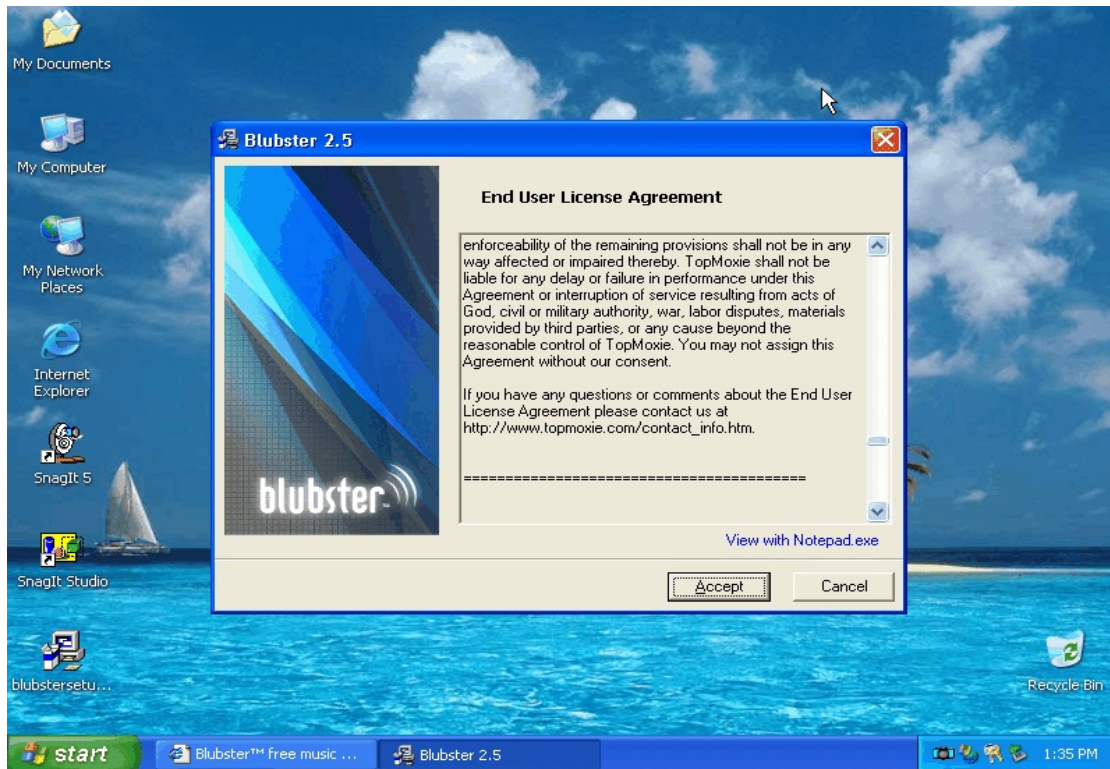 My Documents
My Computer
My Network
Places
Internet
Explorer
SnagIt 5
SnagIt Studio
blubstersetu...
Blubster 2.5
End User License Agreement
enforceability of the remaining provisions shall not be in any
way affected or impaired thereby. TopMoxie shall not be
liable for any delay or failure in performance under this
Agreement or interruption of service resulting from acts of
God, civil or military authority, war, labor disputes, materials
provided by third parties, or any cause beyond the
reasonable control of TopMoxie. You may not assign this
Agreement without our consent.
If you have any questions or comments about the End User
License Agreement please contact us at
http://www.topmoxie.com/contact_info.htm.
=========================================
blubster
View with Notepad.exe
Accept
Cancel
Recycle Bin
start
Blubster™ free music ...
Blubster 2.5
1:35 PM